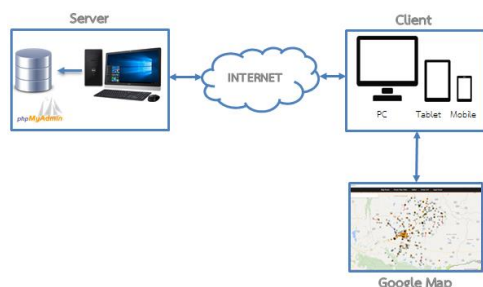 Server
Client
INTERNET
phpMyAdmin
PC
Tablet
Mobile
Google Map